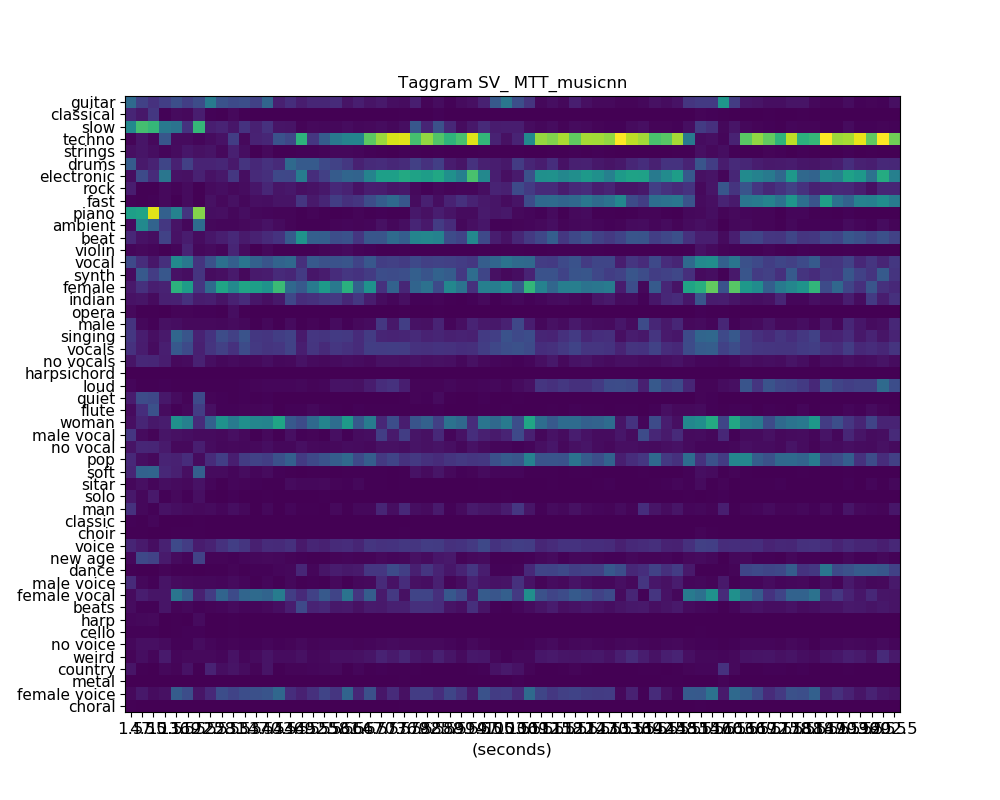 Taggram SV_ MTT_musicnn
guitar
classical
slow
techno
strings
drums
electronic
rock
fast
piano
ambient
beat
violin
vocal
synth
female
indian
opera
male
singing
vocals
no vocals
harpsichord
loud
quiet
flute
woman
male vocal
no vocal
pop
soft
sitar
solo
man
classic
choir
voice
new age
dance
male voice
female vocal
beats
harp
cello
no voice
weird
country
metal
female voice
choral
(seconds)